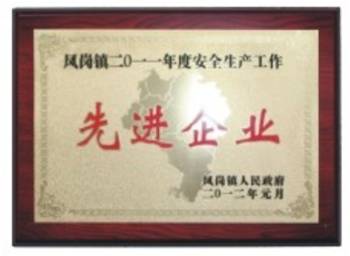 凤岗镇二〇一一年度安全生产工作
先进企业
凤岗镇人民政府
二〇一二年元月